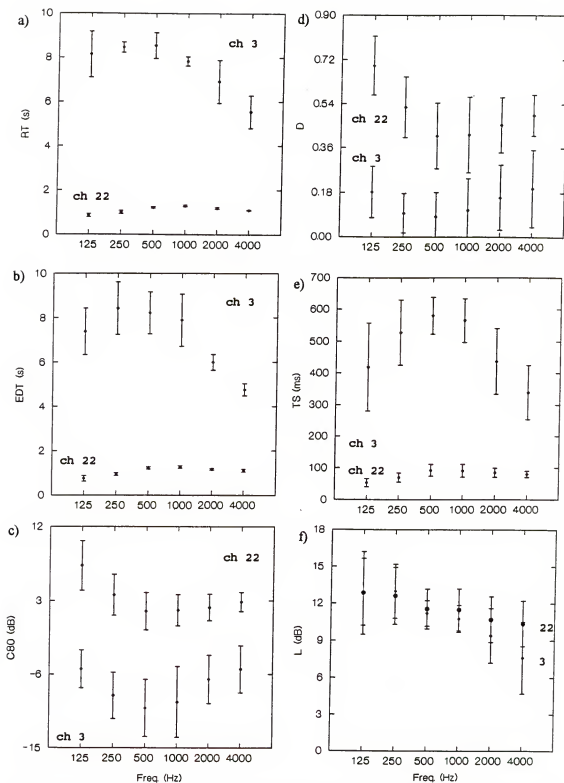 a)
10
8
6
4
2
0
RT (s)
ch 3
ch 22
125 250 500 1000 2000 4000
b)
10
8
6
4
2
0
EDT (s)
ch 3
ch 22
125 250 500 1000 2000 4000
c)
12
3
-6
-15
C80 (dB)
ch 22
ch 3
125 250 500 1000 2000 4000
Freq. (Hz)
d)
0.90
0.72
0.54
0.36
0.18
0.00
D
ch 22
ch 3
125 250 500 1000 2000 4000
e)
700
600
500
400
300
200
100
0
TS (ms)
ch 3
ch 22
125 250 500 1000 2000 4000
f)
18
15
12
9
6
3
0
L (dB)
22
3
125 250 500 1000 2000 4000
Freq. (Hz)